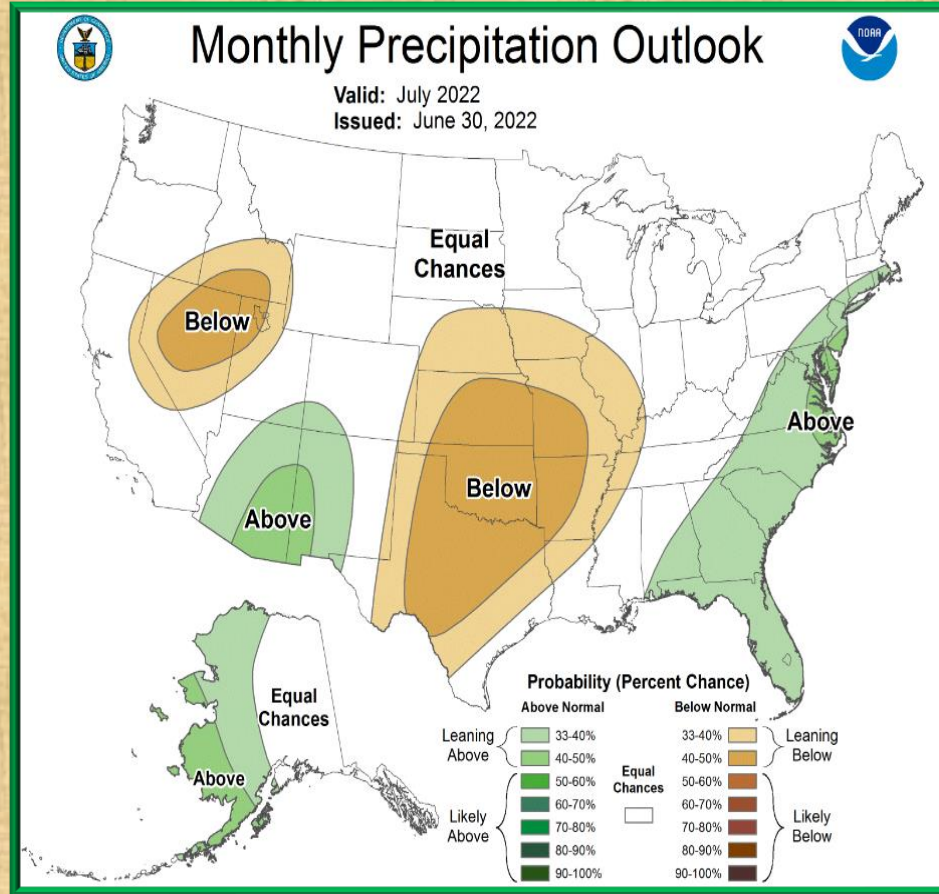 Monthly Precipitation Outlook
NOAA
Valid: July 2022
Issued: June 30, 2022
Equal
Chances
Below
Above
Below
Above
Equal
Chances
Above
Probability (Percent Chance)
Above Normal
Below Normal
Leaning
Above
33-40%
40-50%
Likely
Above
50-60%
60-70%
70-80%
80-90%
90-100%
Equal
Chances
33-40%
40-50%
Leaning
Below
50-60%
60-70%
70-80%
80-90%
90-100%
Likely
Below